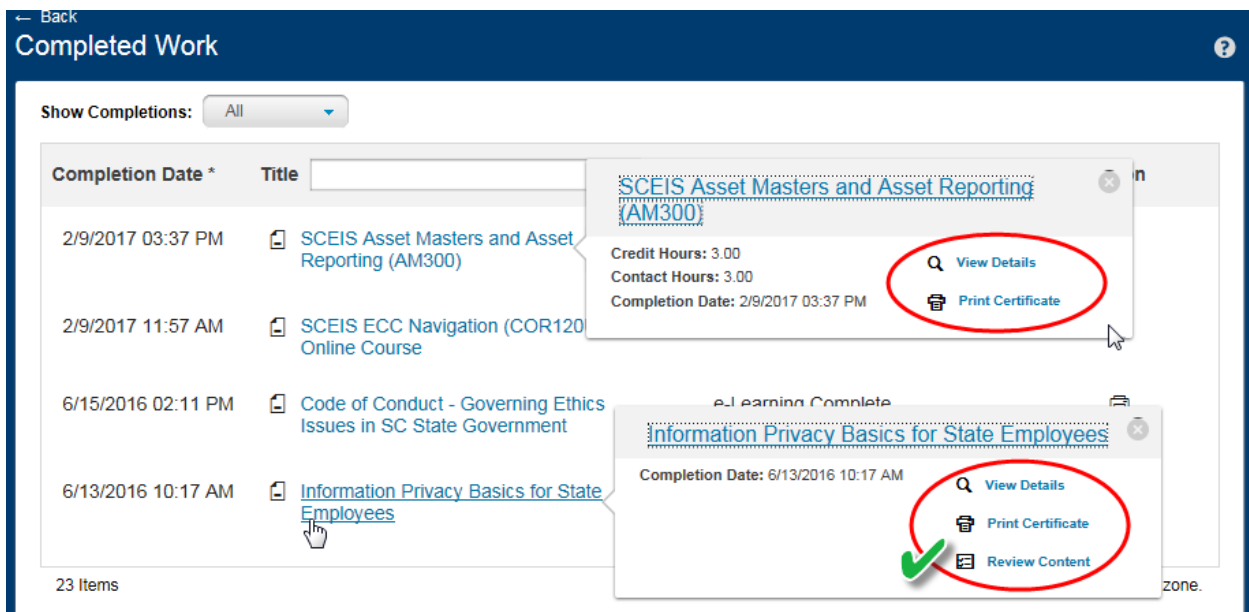 ← Back
Completed Work
Show Completions: All
Completion Date * Title
2/9/2017 03:37 PM SCEIS Asset Masters and Asset
Reporting (AM300)
SCEIS Asset Masters and Asset Reporting
(AM300)
Credit Hours: 3.00
Contact Hours: 3.00
Completion Date: 2/9/2017 03:37 PM
View Details
Print Certificate
2/9/2017 11:57 AM SCEIS ECC Navigation (COR120
Online Course
6/15/2016 02:11 PM Code of Conduct - Governing Ethics e-Learning Complete
Issues in SC State Government
6/13/2016 10:17 AM Information Privacy Basics for State
Employees
Information Privacy Basics for State Employees
Completion Date: 6/13/2016 10:17 AM
View Details
Print Certificate
Review Content
23 Items zone.